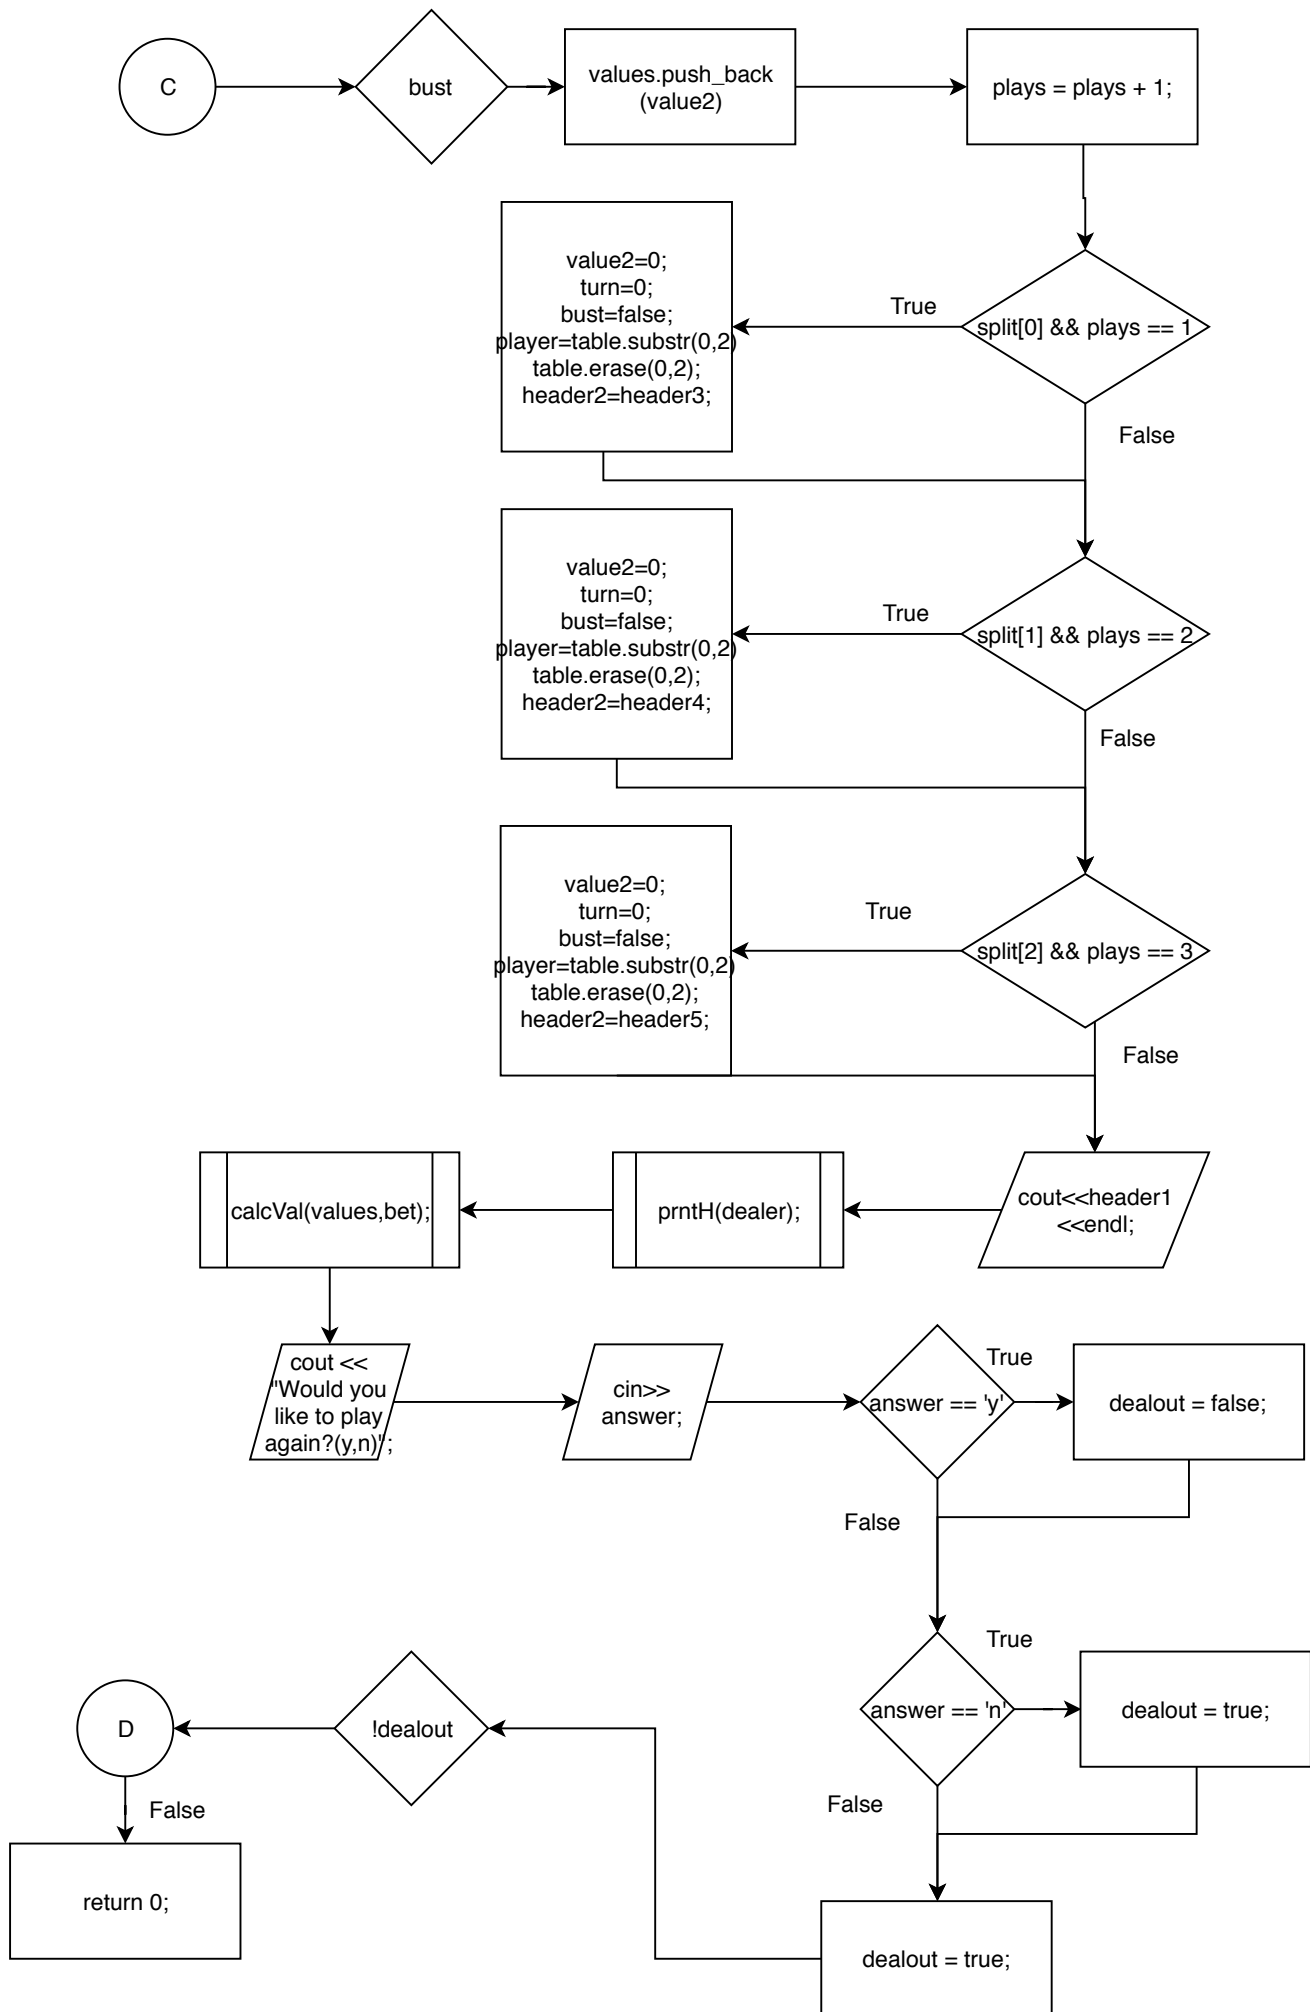 C
bust
values.push_back
(value2)
plays = plays + 1;
value2=0;
turn=0;
bust=false;
player=table.substr(0,2)
table.erase(0,2);
header2=header3;
True
split[0] && plays == 1
False
value2=0;
turn=0;
bust=false;
player=table.substr(0,2)
table.erase(0,2);
header2=header4;
True
split[1] && plays == 2
False
value2=0;
turn=0;
bust=false;
player=table.substr(0,2)
table.erase(0,2);
header2=header5;
True
split[2] && plays == 3
False
calcVal(values,bet);
prntH(dealer);
cout<<header1
<<endl;
cout <<
"Would you
like to play
again?(y,n)";
cin>>
answer;
answer == 'y'
True
dealout = false;
False
True
D
!dealout
answer == 'n'
dealout = true;
False
False
return 0;
dealout = true;